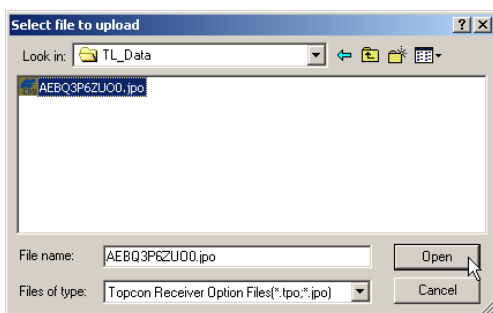 Select file to upload
Look in: TL_Data
AEBQ3P6ZUO0.jpo
File name: AEBQ3P6ZUO0.jpo Open
Files of type: Topcon Receiver Option Files(*.tpo;*.jpo) Cancel